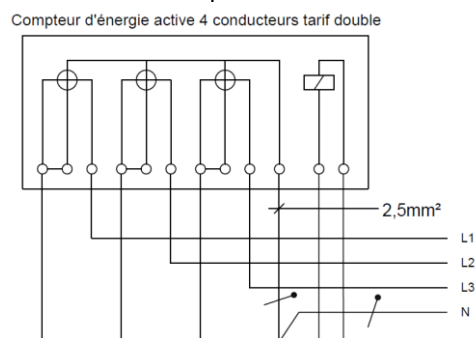 Compteur d'énergie active 4 conducteurs tarif double
2,5mm²
L1
L2
L3
N